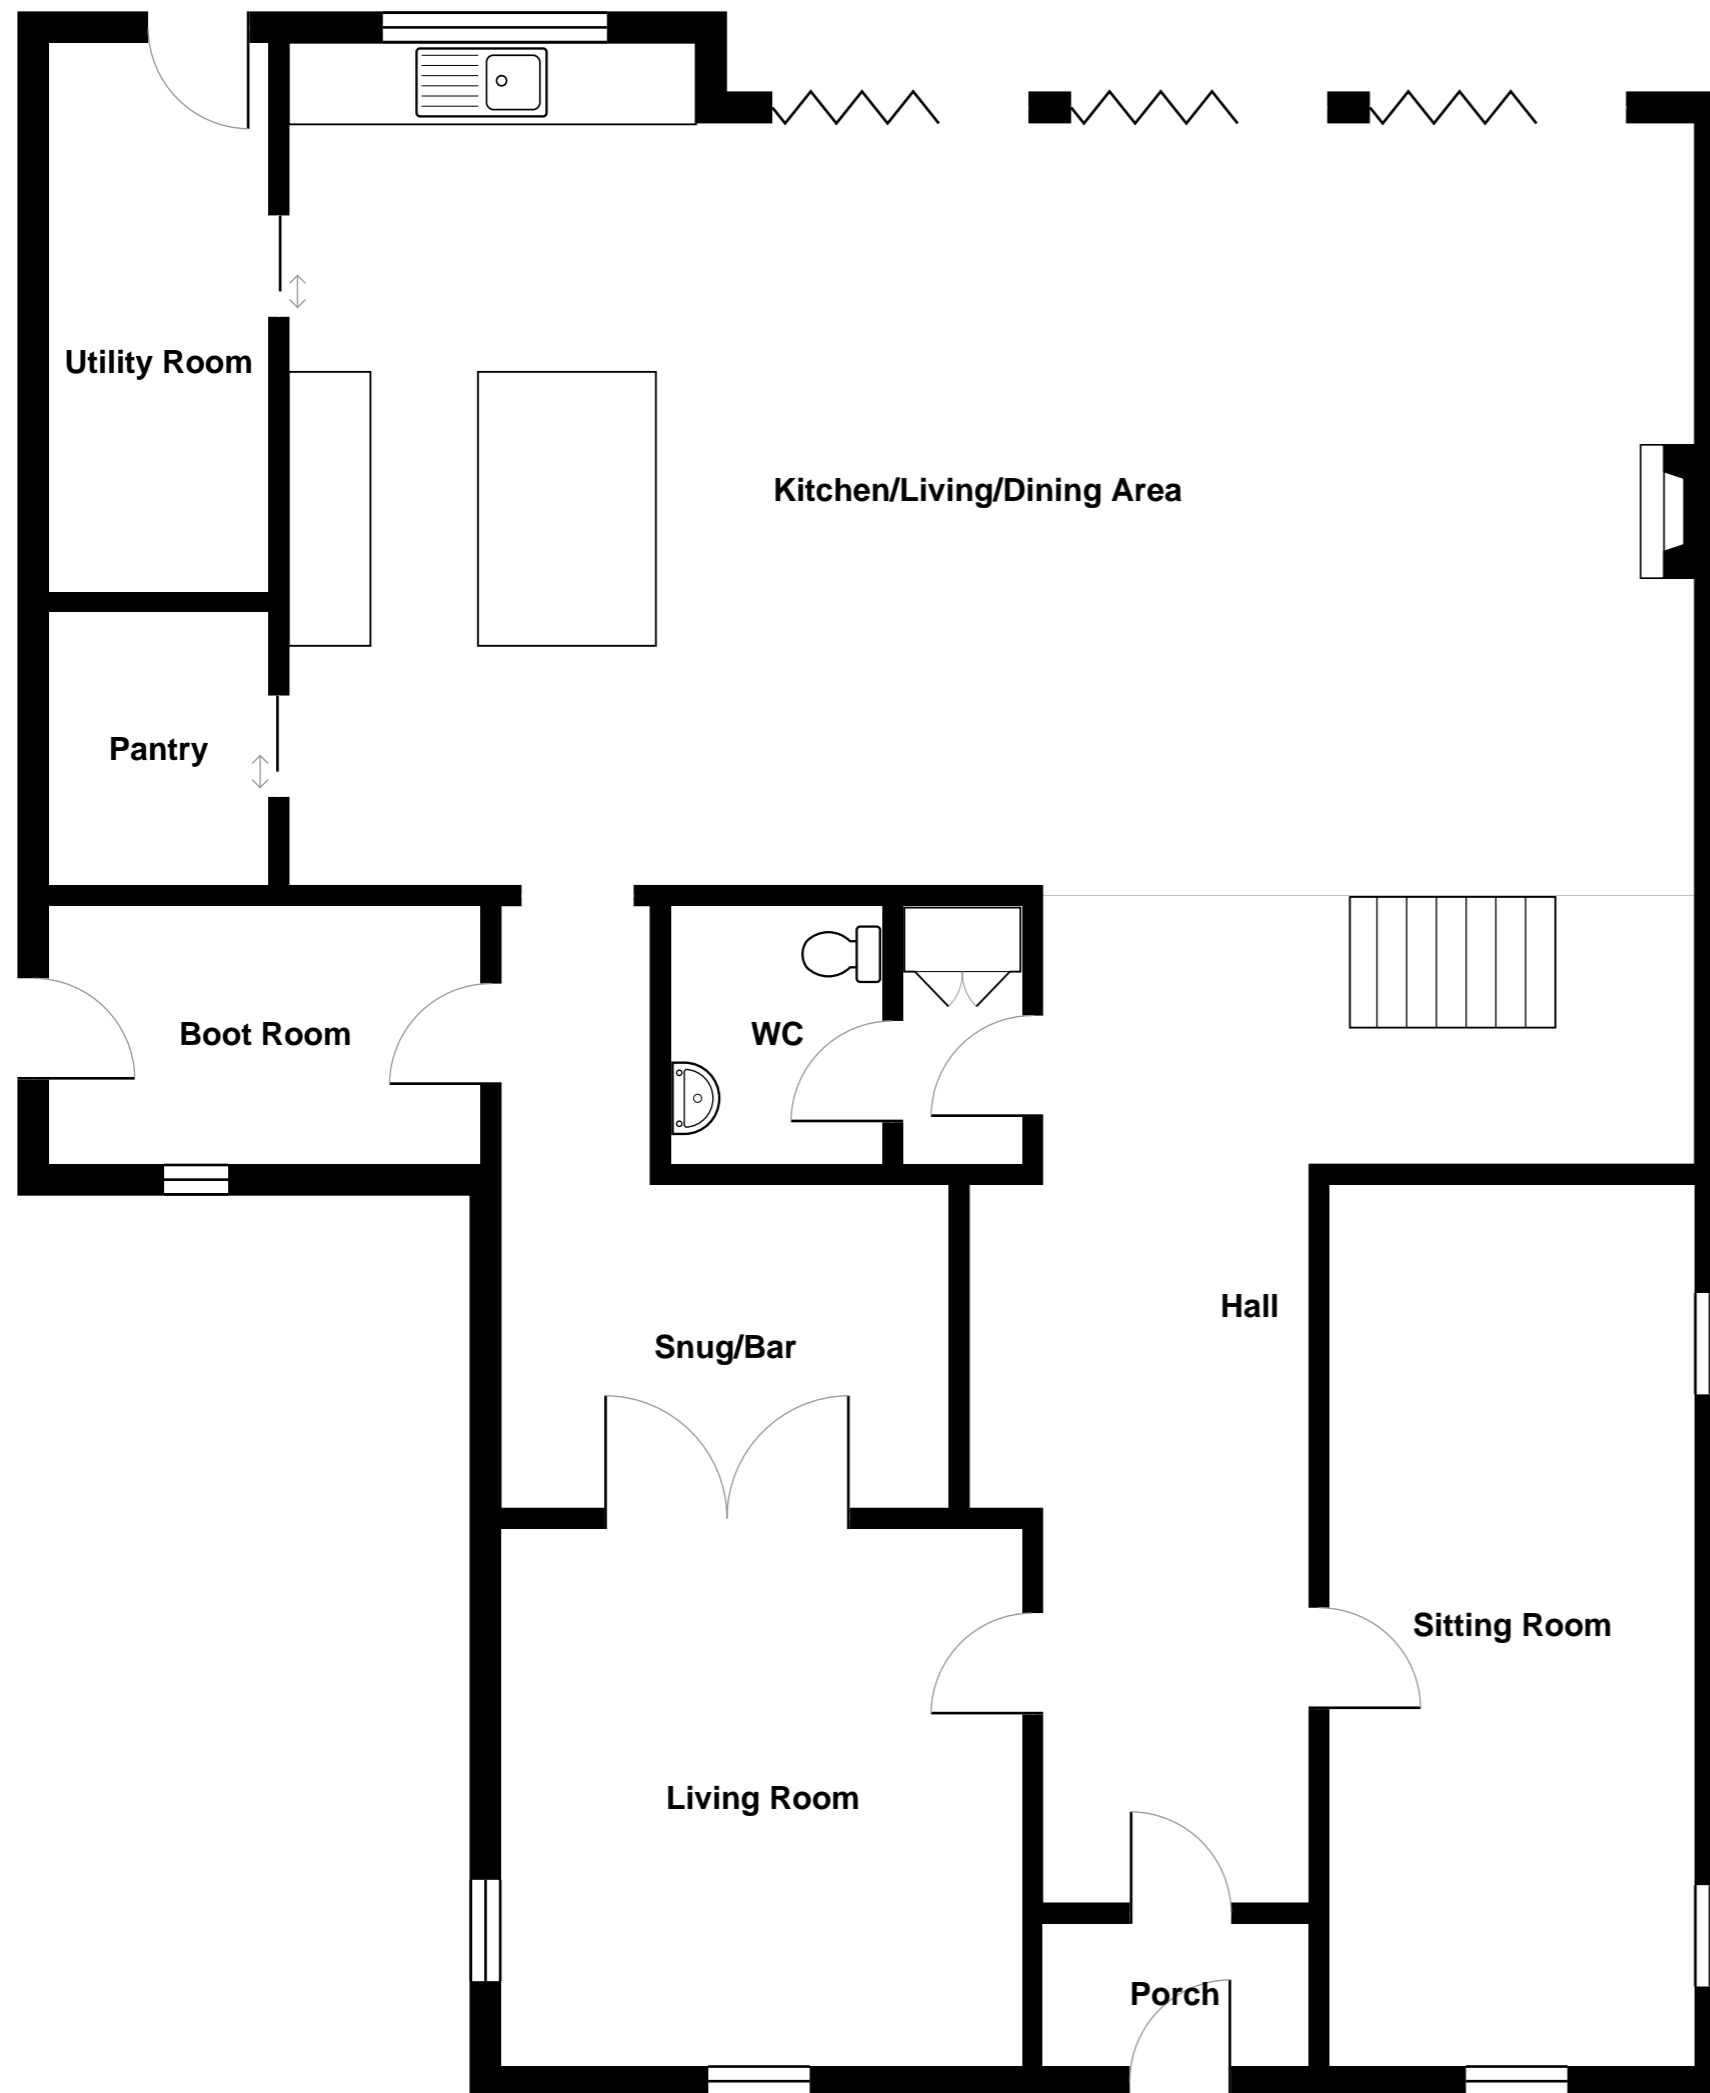 Utility Room
Kitchen/Living/Dining Area
Pantry
Boot Room
WC
Hall
Snug/Bar
Sitting Room
Living Room
Porch